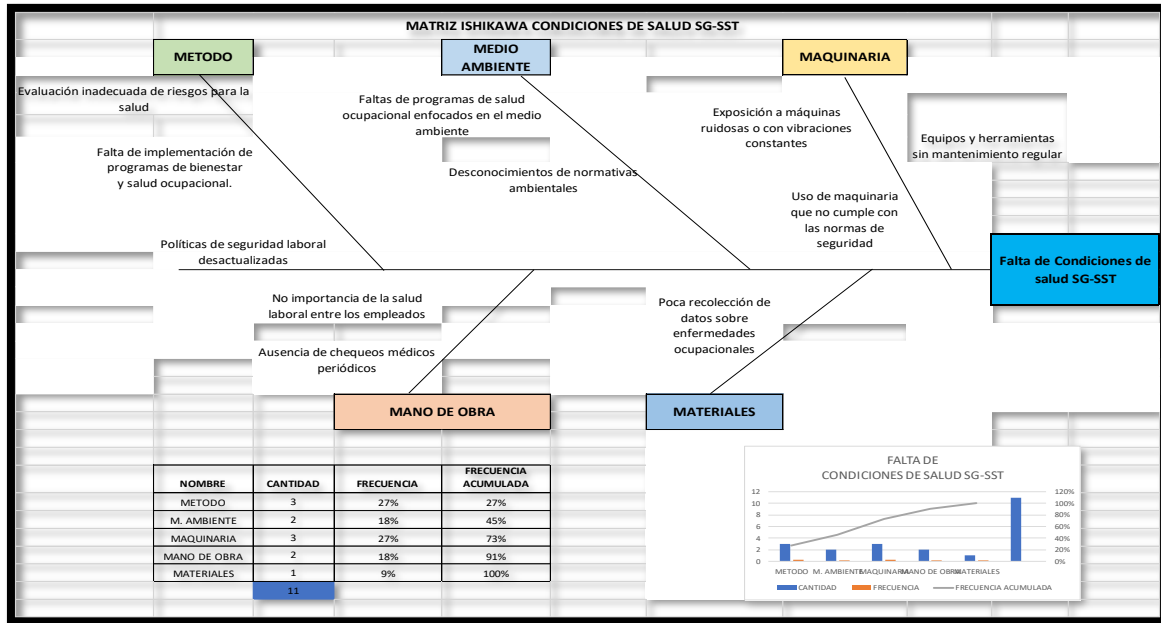 MATRIZ ISHIKAWA CONDICIONES DE SALUD SG-SST
METODO
MEDIO
AMBIENTE
MAQUINARIA
Evaluación inadecuada de riesgos para la
salud
Faltas de programas de salud
ocupacional enfocados en el medio
ambiente
Exposición a máquinas
ruidosas o con vibraciones
constantes
Equipos y herramientas
sin mantenimiento regular
Falta de implementación de
programas de bienestar
y salud ocupacional.
Desconocimientos de normativas
ambientales
Uso de maquinaria
que no cumple con
las normas de
seguridad
Políticas de seguridad laboral
desactualizadas
Falta de Condiciones de
salud SG-SST
No importancia de la salud
laboral entre los empleados
Poca recolección de
datos sobre
enfermedades
ocupacionales
Ausencia de chequeos médicos
periódicos
MANO DE OBRA
MATERIALES
NOMBRE CANTIDAD FRECUENCIA FRECUENCIA ACUMULADA
METODO 3 27% 27%
M. AMBIENTE 2 18% 45%
MAQUINARIA 3 27% 73%
MANO DE OBRA 2 18% 91%
MATERIALES 1 9% 100%
11
FALTA DE
CONDICIONES DE SALUD SG-SST
12 120%
10 100%
8 80%
6 60%
4 40%
2 20%
0 0%
METODO M. AMBIENTE MAQUINARIA MANO DE OBRA MATERIALES
CANTIDAD FRECUENCIA FRECUENCIA ACUMULADA